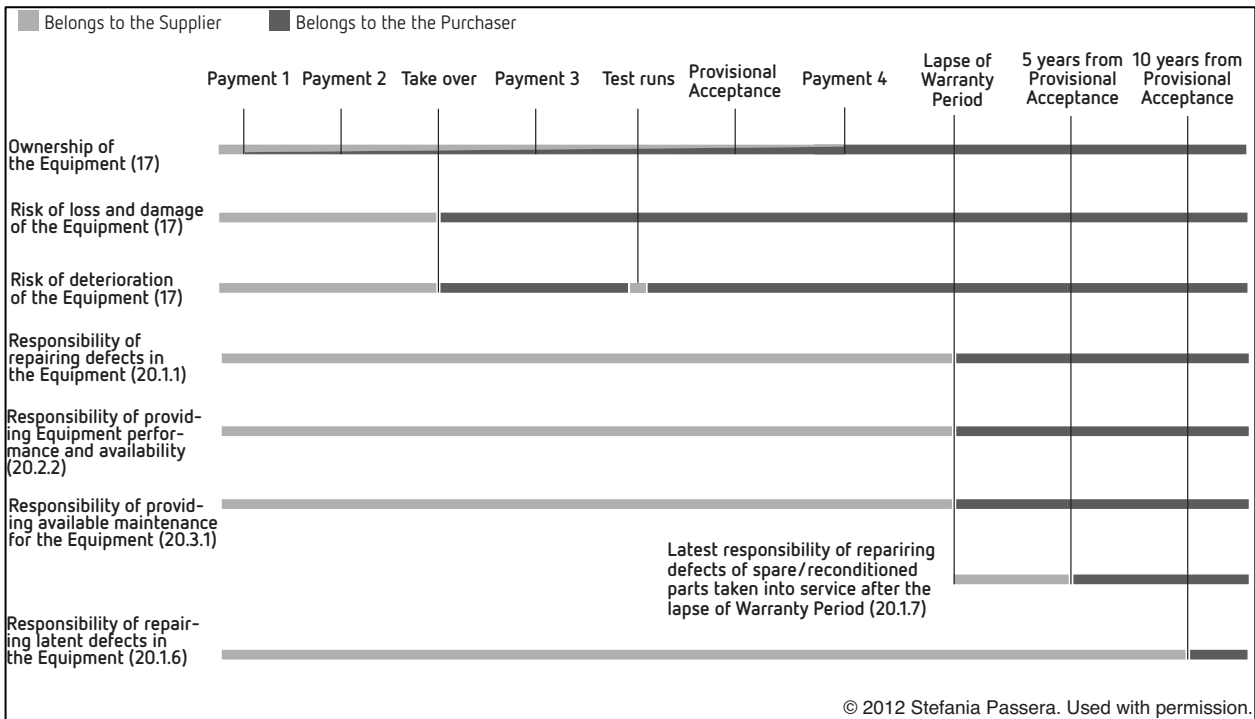 Belongs to the Supplier
Belongs to the the Purchaser
Payment 1
Payment 2
Take over
Payment 3
Test runs
Provisional
Acceptance
Payment 4
Lapse of
Warranty
Period
5 years from
Provisional
Acceptance
10 years from
Provisional
Acceptance
Ownership of
the Equipment (17)
Risk of loss and damage
of the Equipment (17)
Risk of deterioration
of the Equipment (17)
Responsibility of
repairing defects in
the Equipment (20.1.1)
Responsibility of provid-
ing Equipment perfor-
mance and availability
(20.2.2)
Responsibility of provid-
ing available maintenance
for the Equipment (20.3.1)
Latest responsibility of repariring
defects of spare/reconditioned
parts taken into service after the
lapse of Warranty Period (20.1.7)
Responsibility of repair-
ing latent defects in
the Equipment (20.1.6)
© 2012 Stefania Passera. Used with permission.